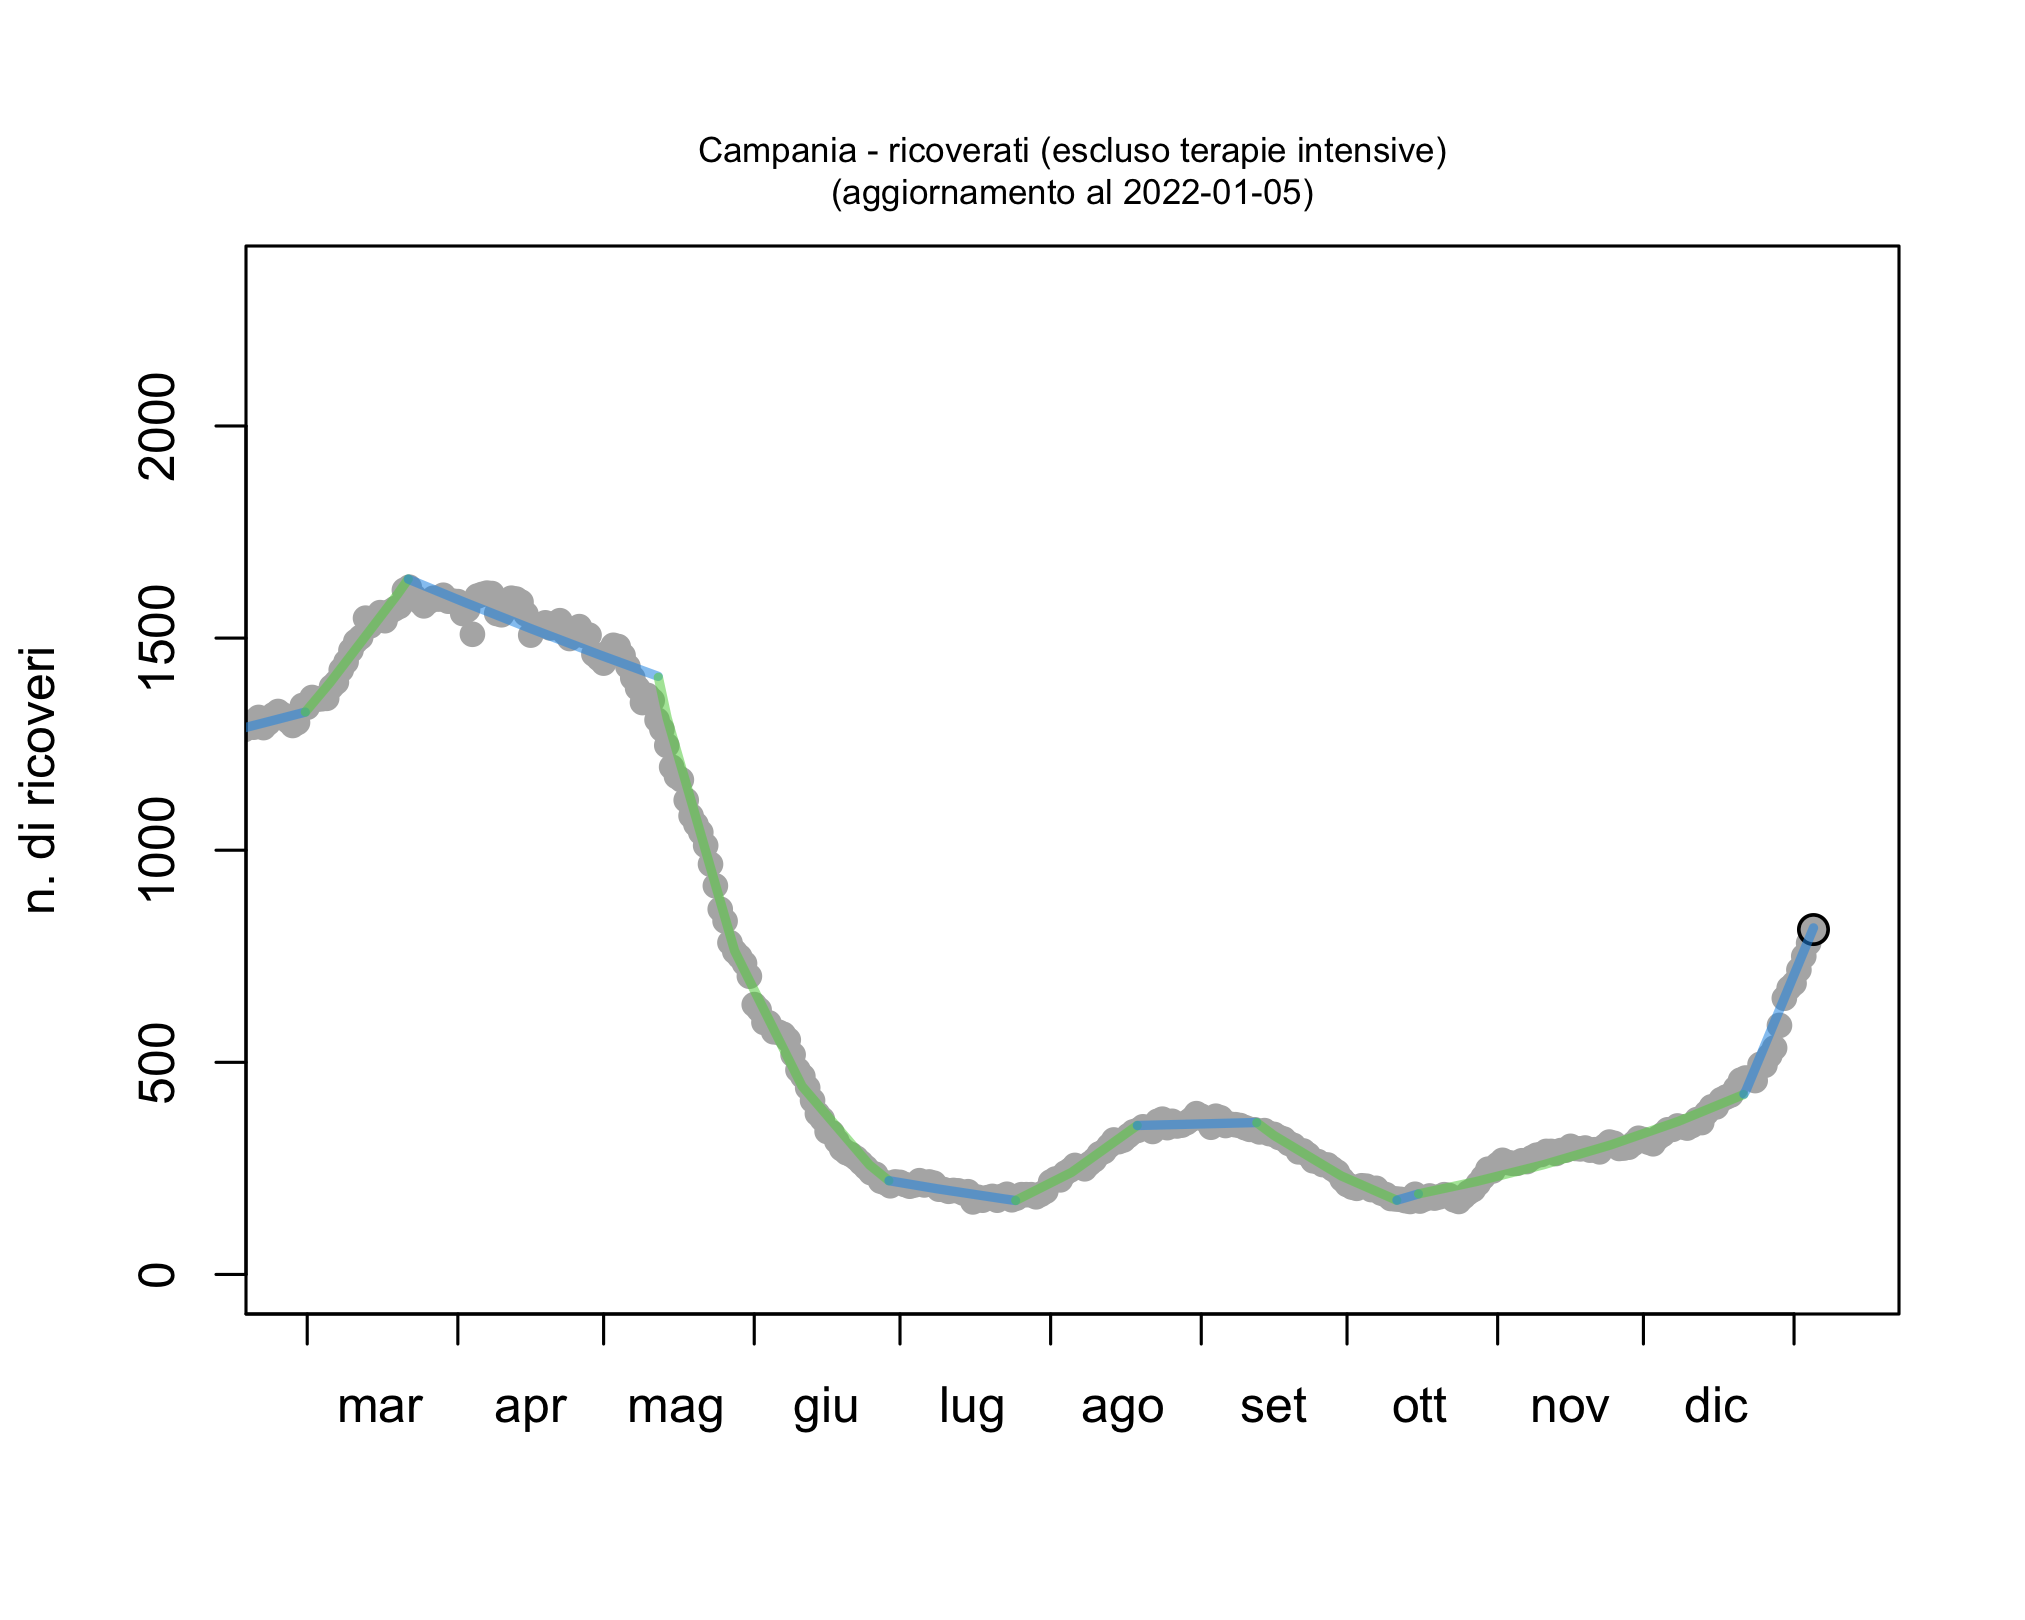 Campania - ricoverati (escluso terapie intensive)
(aggiornamento al 2022-01-05)
n. di ricoveri
2000
1500
1000
500
0
mar apr mag giu lug ago set ott nov dic